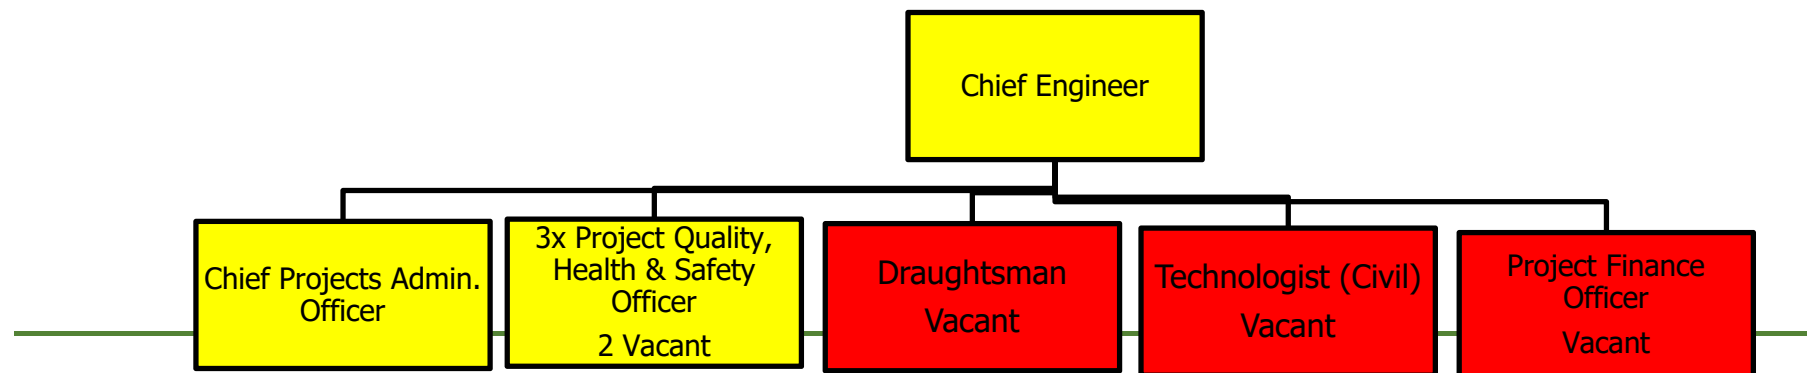 Chief Engineer
Chief Projects Admin.
Officer
3x Project Quality,
Health & Safety
Officer
2 Vacant
Draughtsman
Vacant
Technologist (Civil)
Vacant
Project Finance
Officer
Vacant